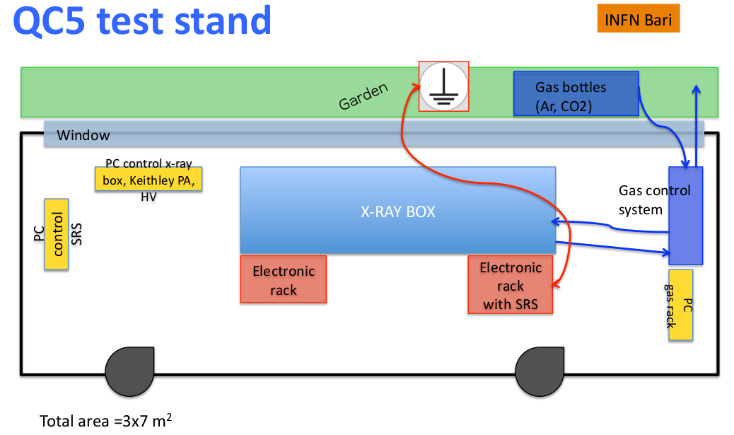 QC5 test stand
INFN Bari
Garden
Gas bottles
(Ar, CO2)
Window
PC control x-ray
box, Keithley PA,
HV
PC
control
SRS
X-RAY BOX
Gas control
system
Electronic
rack
Electronic
rack
with SRS
PC
gas rack
Total area =3x7 m²